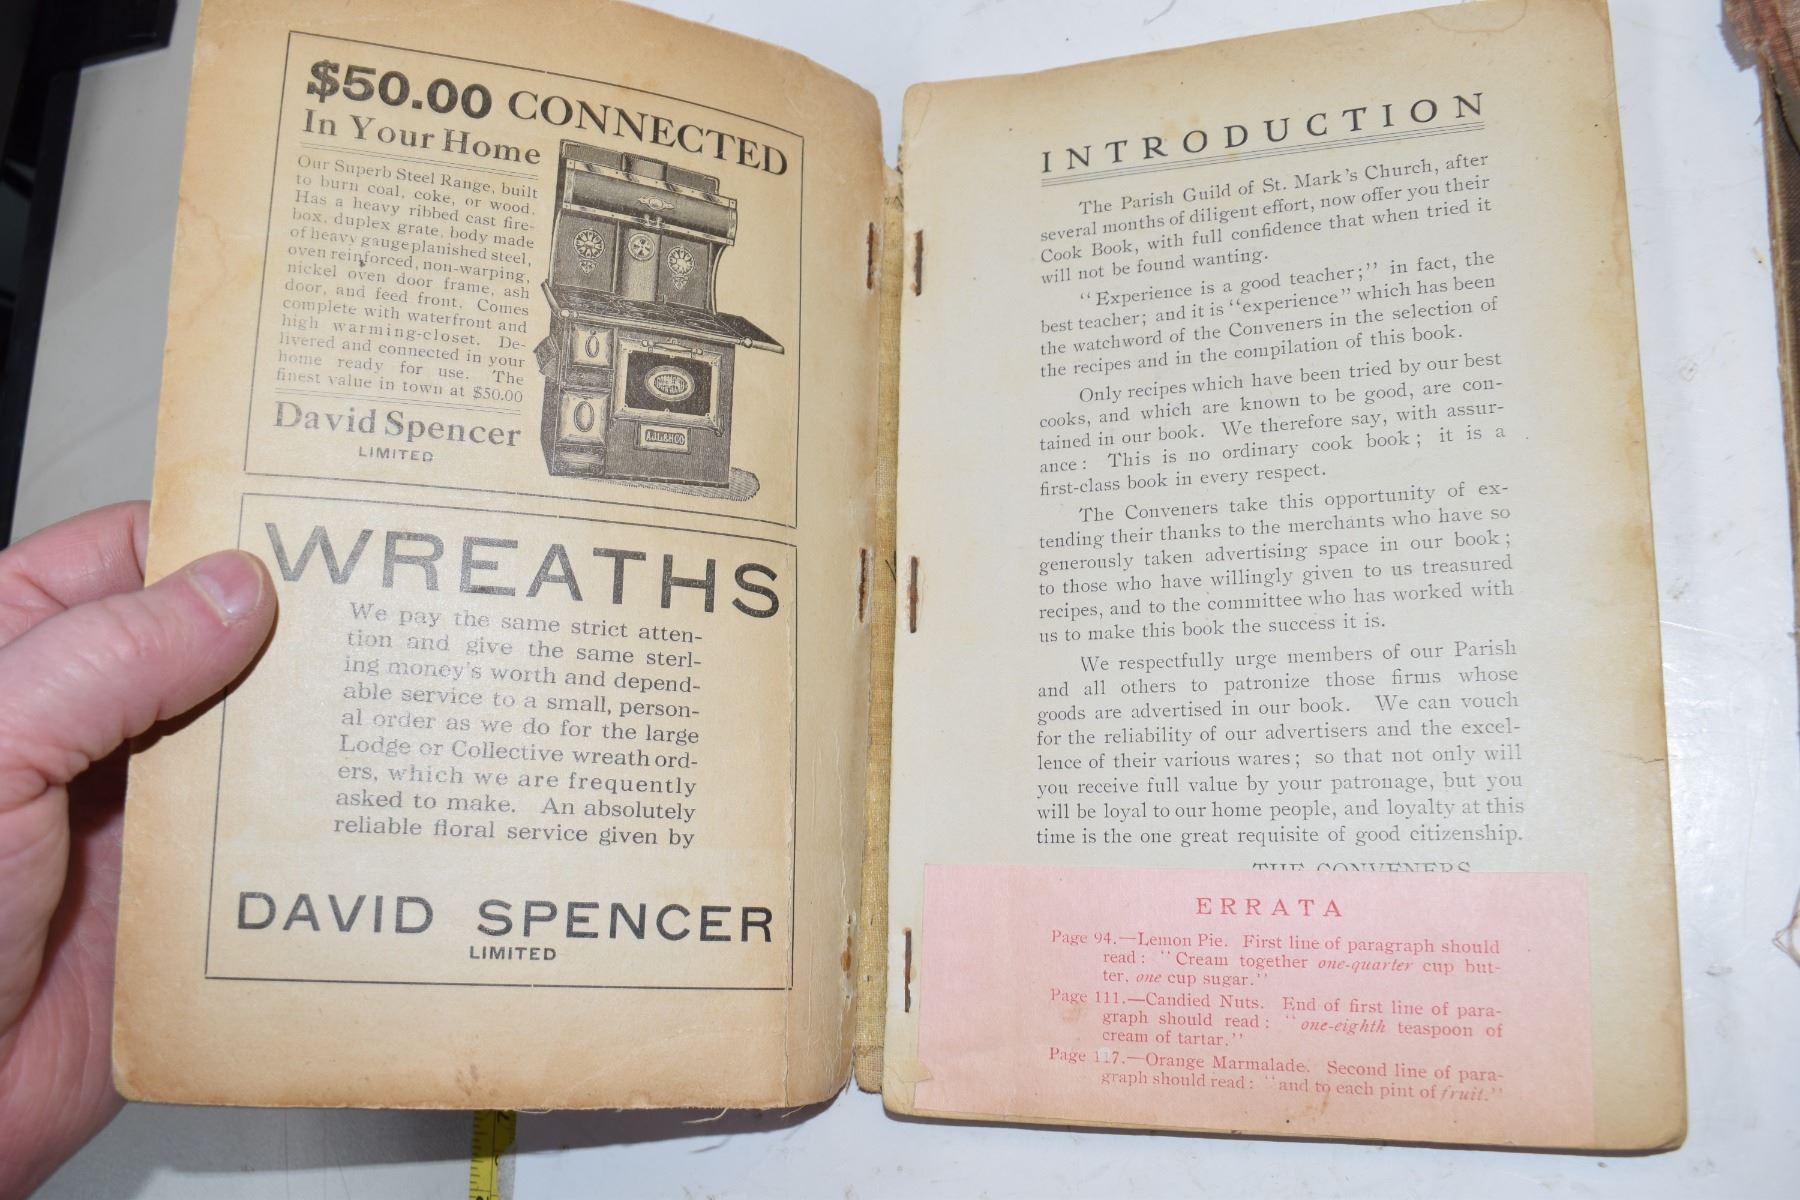 $50.00 CONNECTED
In Your Home
Our Superb Steel Range, built
to burn coal, coke, or wood.
Has a heavy ribbed cast fire-
box, duplex grate, body made
of heavy gauge planished steel,
oven reinforced, non-warping,
nickel oven door frame, ash
door, and feed front. Comes
complete with waterfront and
high warming-closet. De-
livered and connected in your
home ready for use. The
finest value in town at $50.00
David Spencer
LIMITED
WREATHS
We pay the same strict atten-
tion and give the same sterl-
ing money's worth and depend-
able service to a small, person-
al order as we do for the large
Lodge or Collective wreath ord-
ers, which we are frequently
asked to make. An absolutely
reliable floral service given by
DAVID SPENCER
LIMITED
INTRODUCTION
The Parish Guild of St. Mark's Church, after
several months of diligent effort, now offer you their
Cook Book, with full confidence that when tried it
will not be found wanting.
"Experience is a good teacher;" in fact, the
best teacher; and it is "experience" which has been
the watchword of the Conveners in the selection of
the recipes and in the compilation of this book.
Only recipes which have been tried by our best
cooks, and which are known to be good, are con-
tained in our book. We therefore say, with assur-
ance: This is no ordinary cook book; it is a
first-class book in every respect.
The Conveners take this opportunity of ex-
tending their thanks to the merchants who have so
generously taken advertising space in our book;
to those who have willingly given to us treasured
recipes, and to the committee who has worked with
us to make this book the success it is.
We respectfully urge members of our Parish
and all others to patronize those firms whose
goods are advertised in our book. We can vouch
for the reliability of our advertisers and the excel-
lence of their various wares; so that not only will
you receive full value by your patronage, but you
will be loyal to our home people, and loyalty at this
time is the one great requisite of good citizenship.
THE CONVENERS
ERRATA
Page 94.—Lemon Pie. First line of paragraph should
read: "Cream together one-quarter cup but-
ter, one cup sugar."
Page 111.—Candied Nuts. End of first line of para-
graph should read: "one-eighth teaspoon of
cream of tartar."
Page 117.—Orange Marmalade. Second line of para-
graph should read: "and to each pint of fruit."